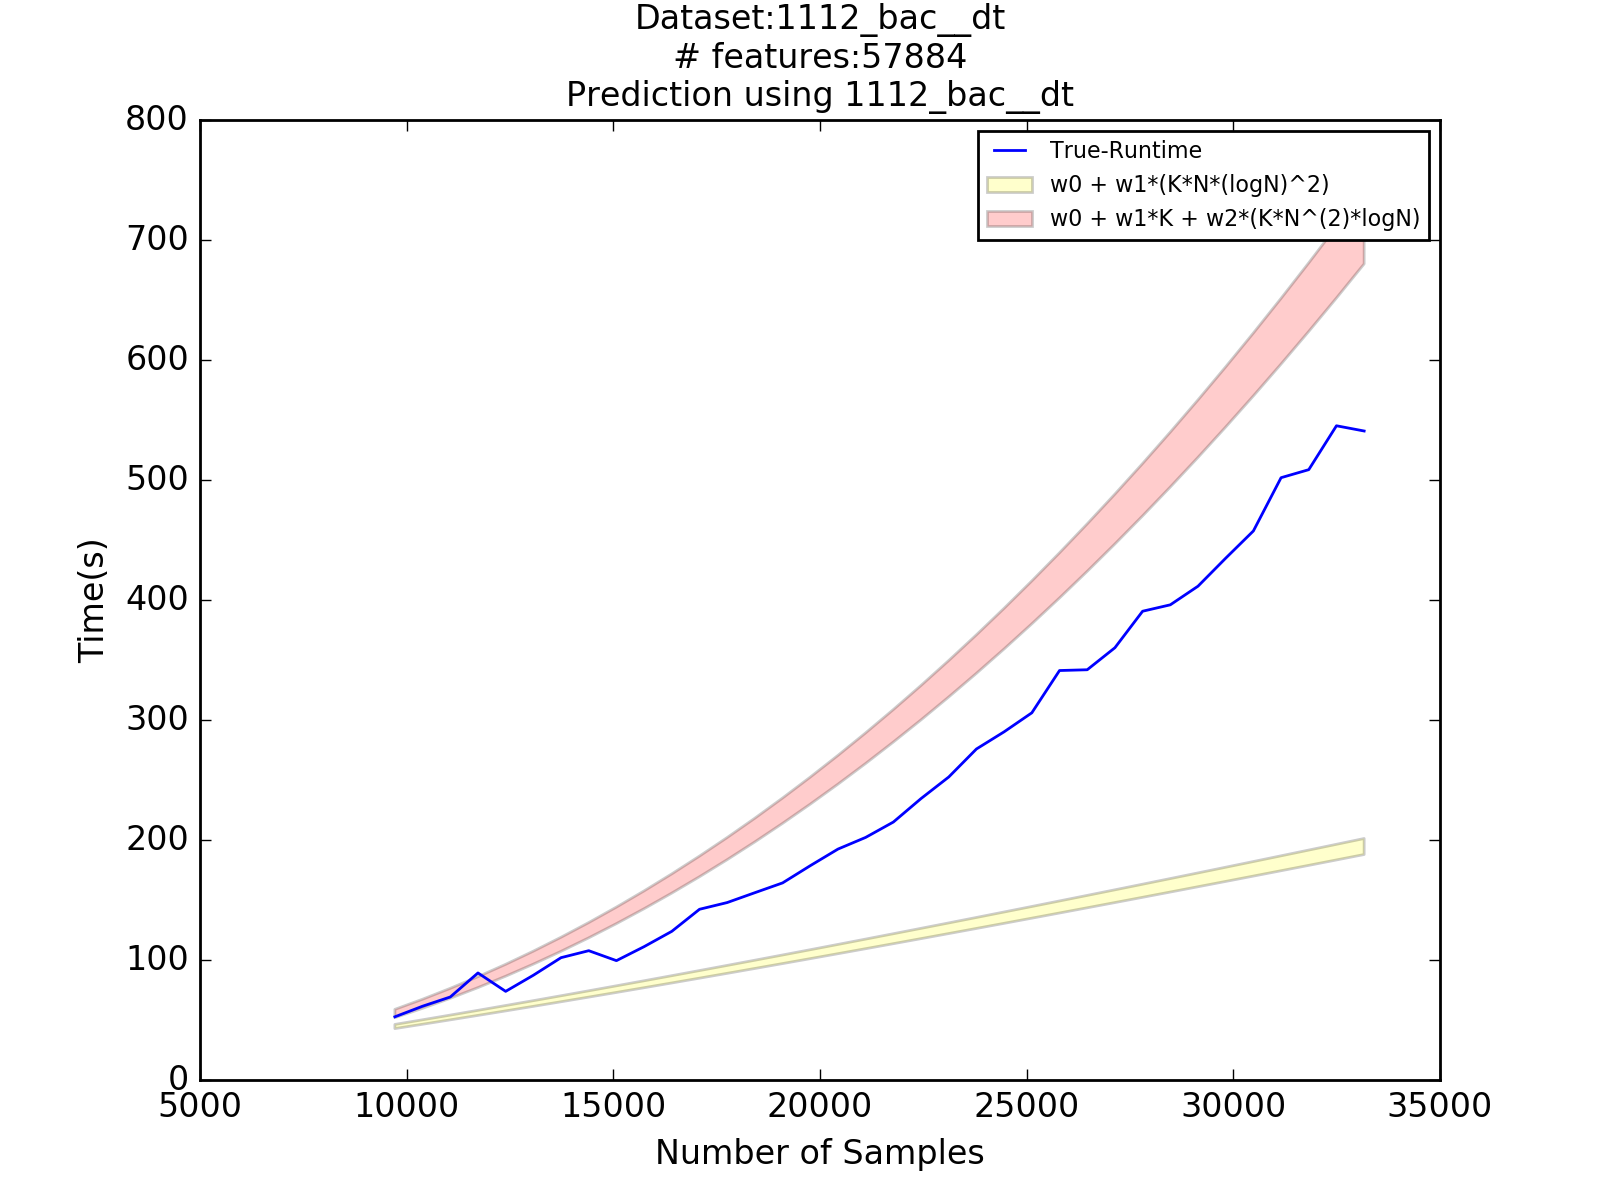 Dataset:1112_bac__dt
# features:57884
Prediction using 1112_bac__dt
800
700
600
500
400
300
200
100
0
Time(s)
True-Runtime
w0 + w1*(K*N*(logN)^2)
w0 + w1*K + w2*(K*N^(2)*logN)
5000 10000 15000 20000 25000 30000 35000
Number of Samples